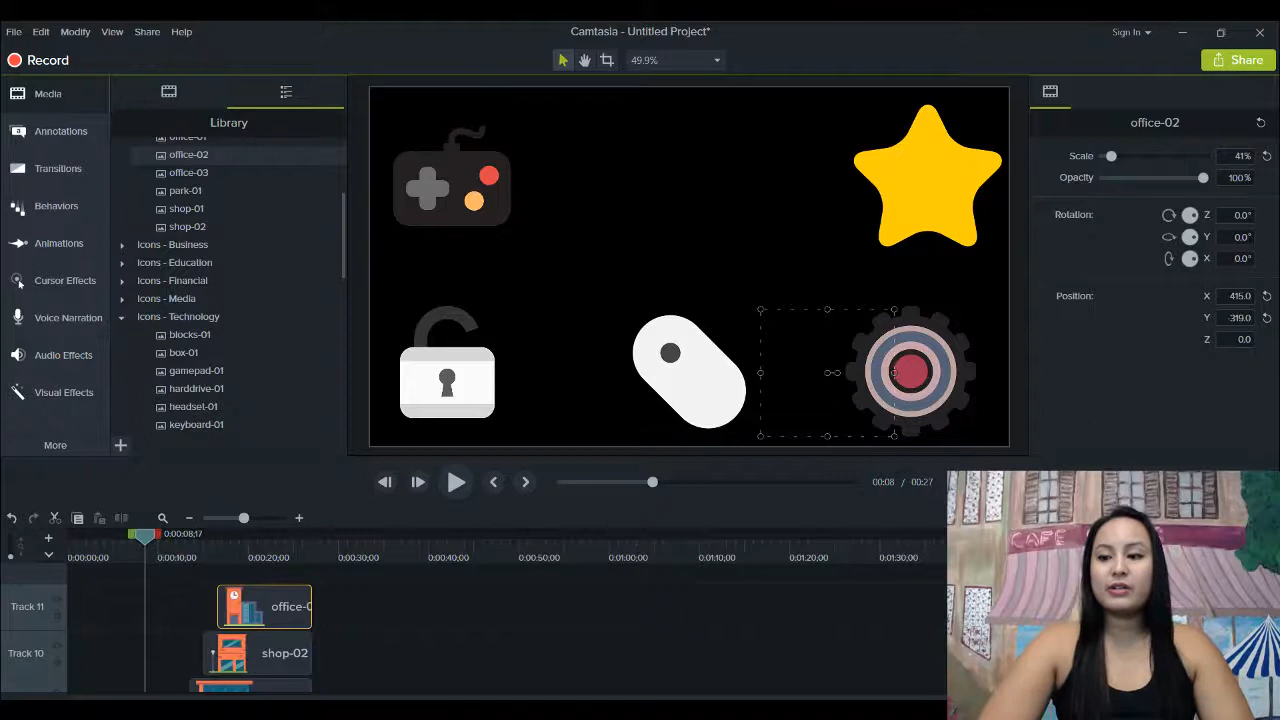 Camtasia - Untitled Project*
File Edit Modify View Share Help
Sign In
Record
49.9%
Share
Media
Annotations
Transitions
Behaviors
Animations
Cursor Effects
Voice Narration
Audio Effects
Visual Effects
More
Library
office-01
office-02
office-03
park-01
shop-01
shop-02
Icons - Business
Icons - Education
Icons - Financial
Icons - Media
Icons - Technology
blocks-01
box-01
gamepad-01
harddrive-01
headset-01
keyboard-01
office-02
Scale 41%
Opacity 100%
Rotation: Z 0.0°
Y 0.0°
X 0.0°
Position: X 415.0
Y -319.0
Z 0.0
00:08 / 00:27
0:00:08;17
0:00:00;00 0:00:10;00 0:00:20;00 0:00:30;00 0:00:40;00 0:00:50;00 0:01:00;00 0:01:10;00 0:01:20;00 0:01:30;00
Track 11 office-0
Track 10 shop-02
CAFE